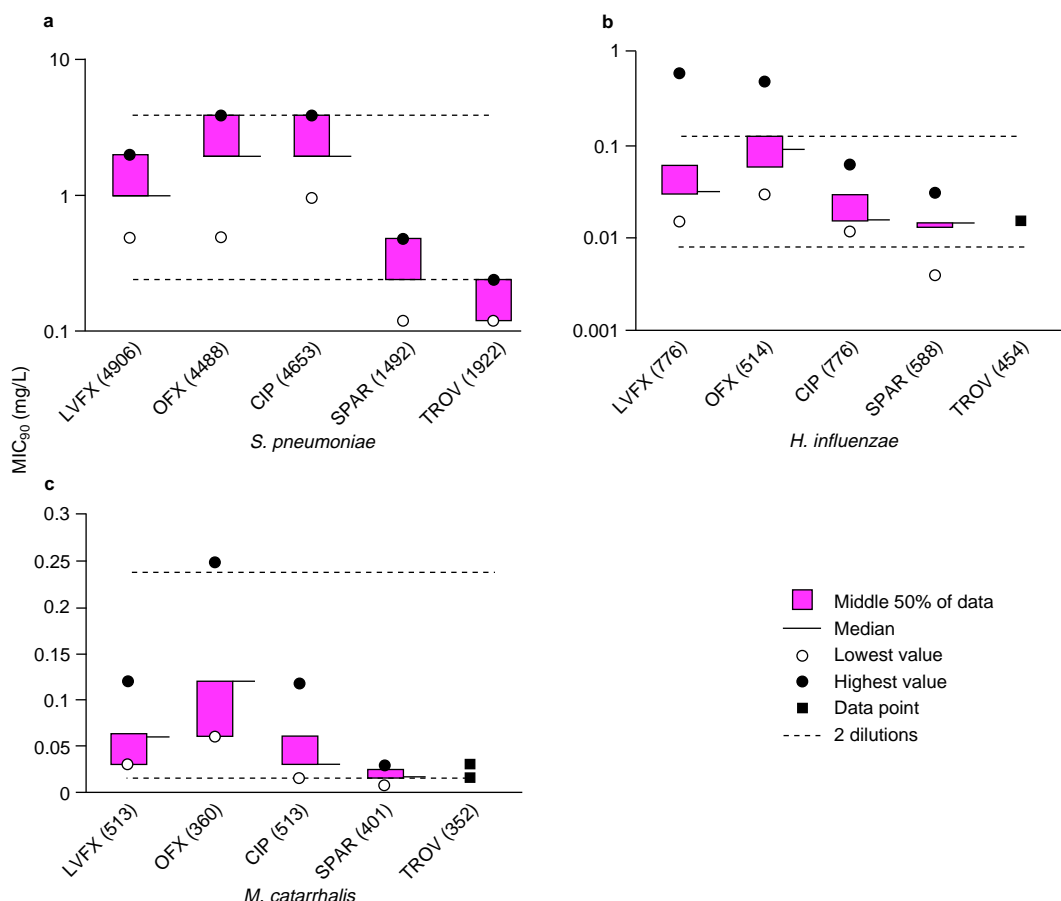 a
10
1
0.1
LVFX (4906)
OFX (4488)
CIP (4653)
SPAR (1492)
TROV (1922)
S. pneumoniae
b
1
0.1
0.01
0.001
LVFX (776)
OFX (514)
CIP (776)
SPAR (588)
TROV (454)
H. influenzae
MIC90 (mg/L)
c
0.3
0.25
0.2
0.15
0.1
0.05
0
LVFX (513)
OFX (360)
CIP (513)
SPAR (401)
TROV (352)
M. catarrhalis
Middle 50% of data
Median
Lowest value
Highest value
Data point
2 dilutions